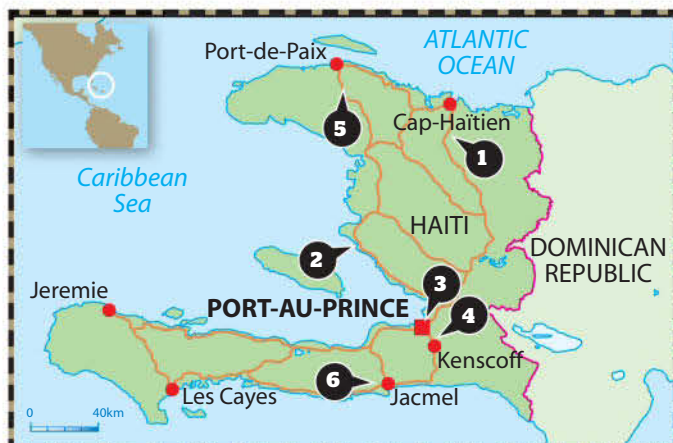 Port-de-Paix
ATLANTIC
OCEAN
5
Cap-Haïtien
1
Caribbean
Sea
HAITI
2
DOMINICAN
REPUBLIC
3
Jeremie
PORT-AU-PRINCE
4
Kenscoff
6
Les Cayes
Jacmel
0 40km